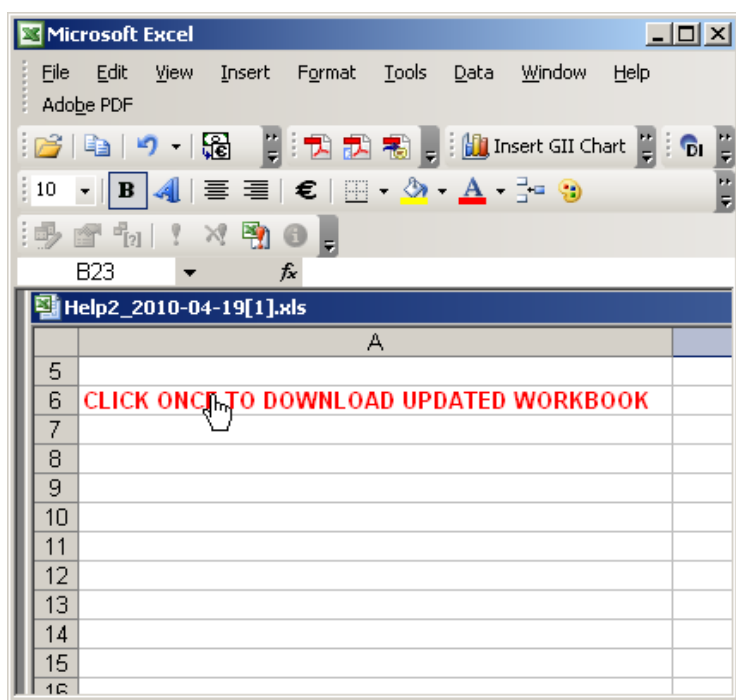 Microsoft Excel
File Edit View Insert Format Tools Data Window Help
Adobe PDF
Insert GII Chart DI
10 B
B23 fx
Help2_2010-04-19[1].xls
A
5
6 CLICK ONCE TO DOWNLOAD UPDATED WORKBOOK
7
8
9
10
11
12
13
14
15
16